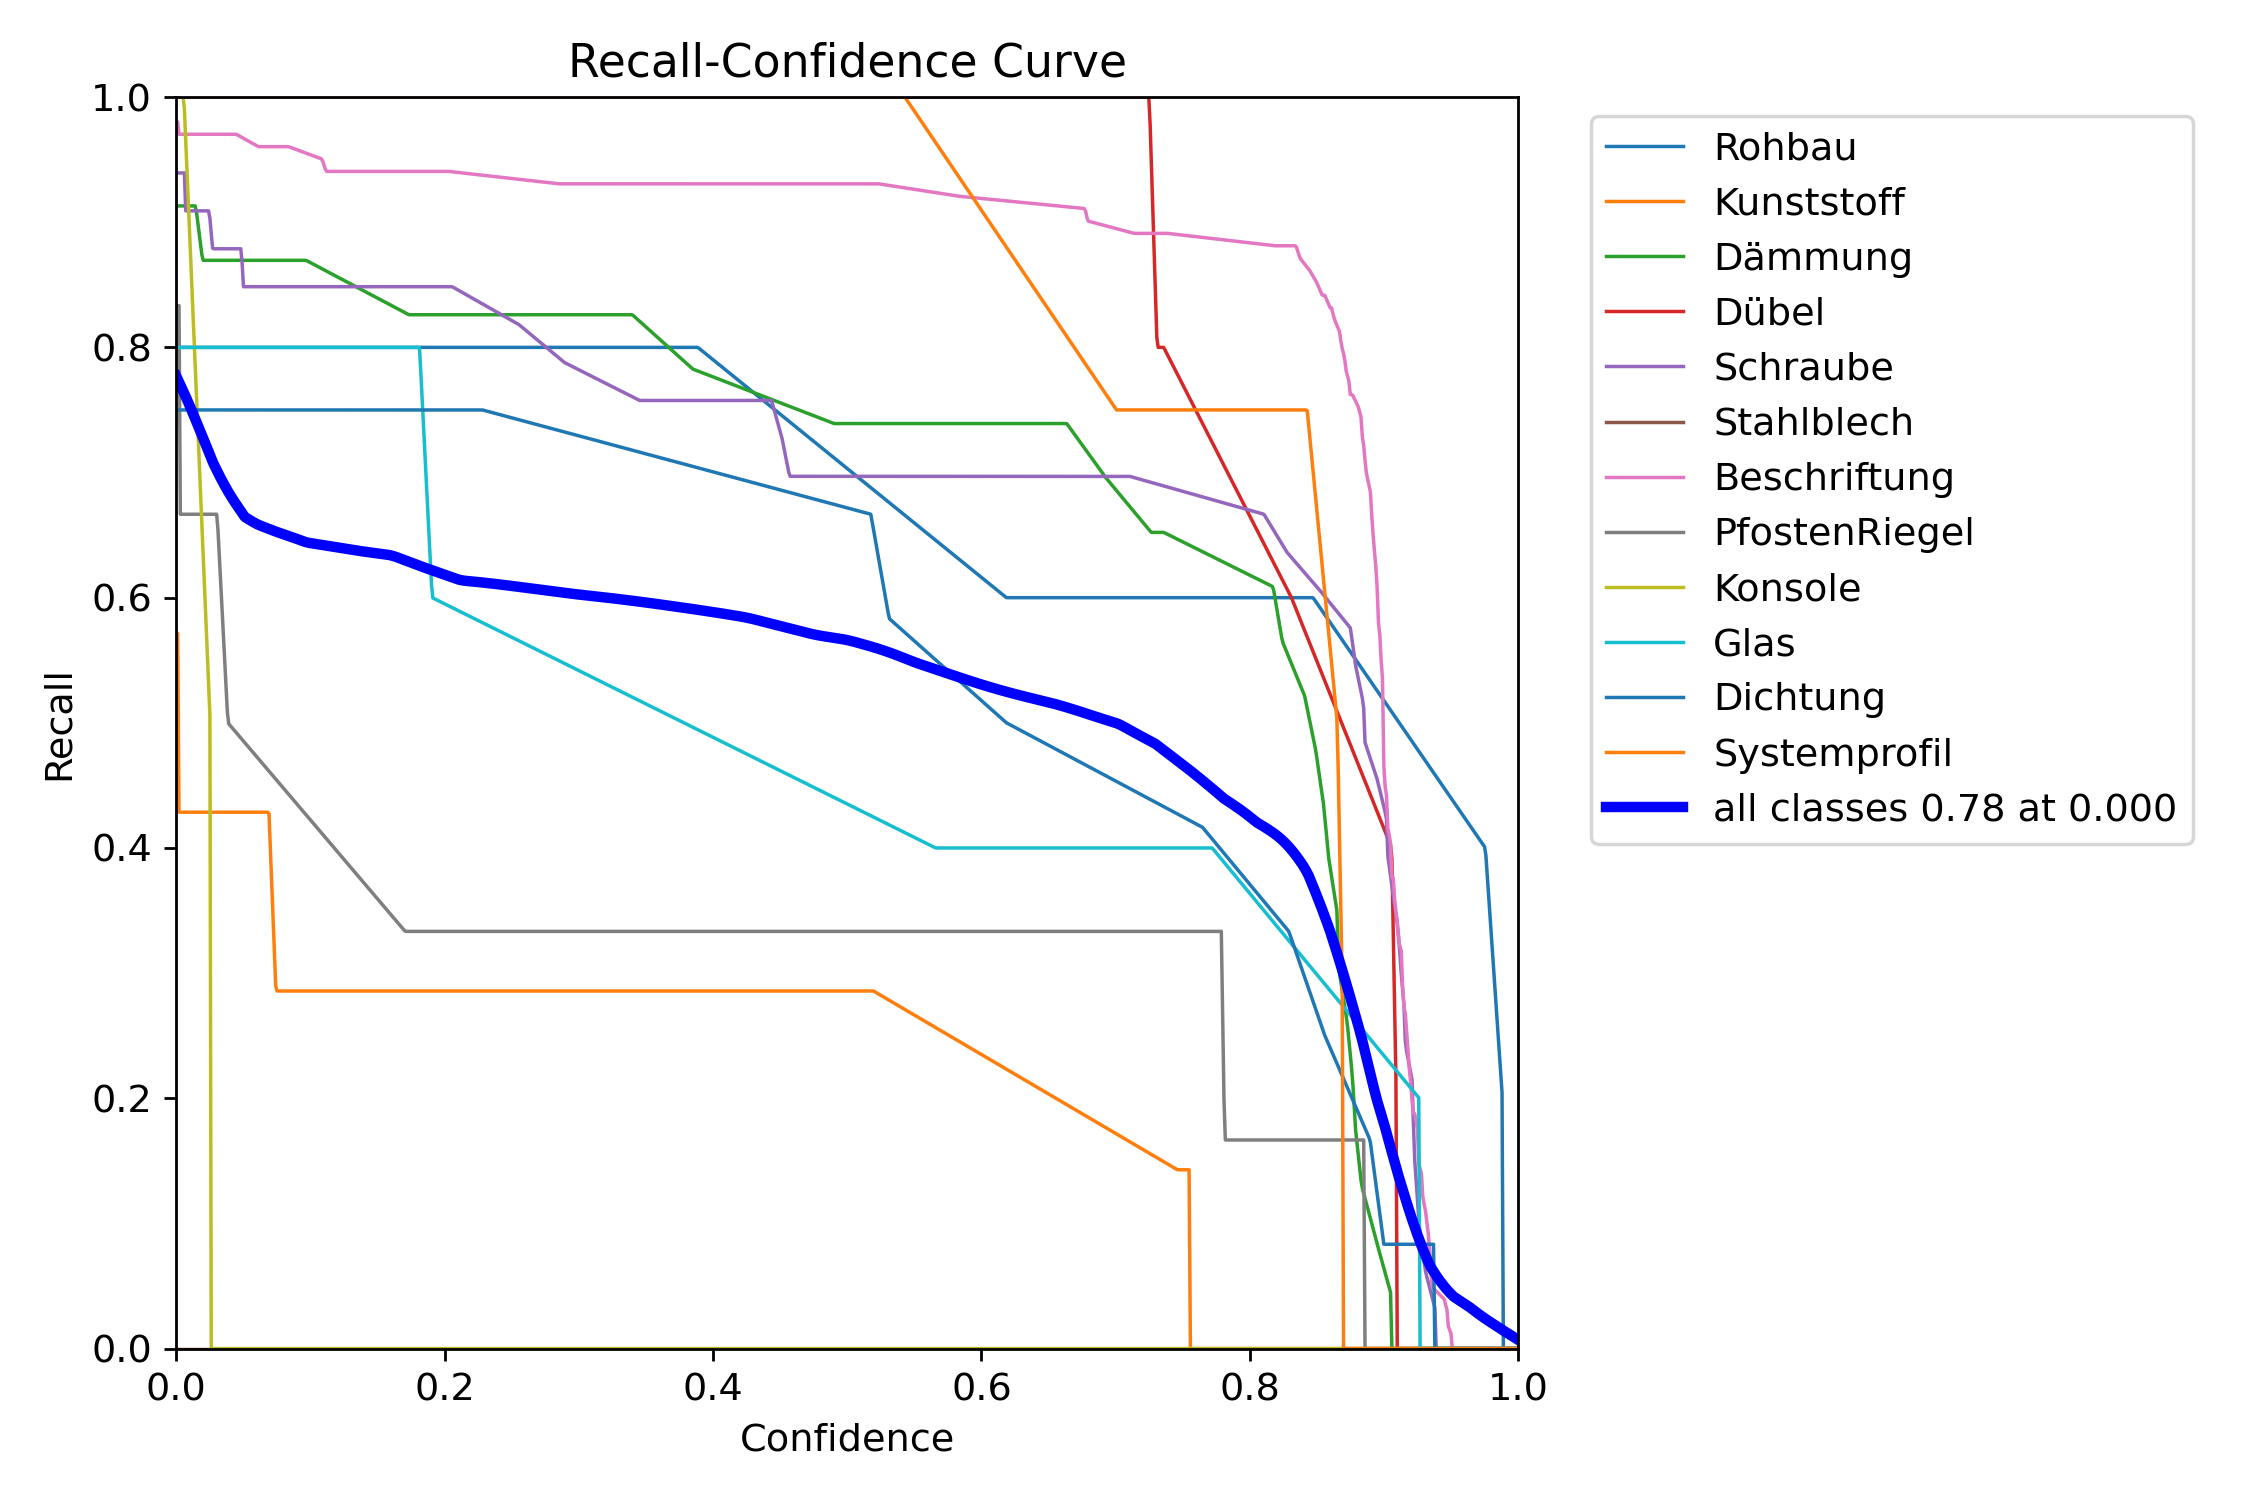 Recall-Confidence Curve
1.0
0.8
0.6
0.4
0.2
0.0
Recall
0.0 0.2 0.4 0.6 0.8 1.0
Confidence
Rohbau
Kunststoff
Dämmung
Dübel
Schraube
Stahlblech
Beschriftung
PfostenRiegel
Konsole
Glas
Dichtung
Systemprofil
all classes 0.78 at 0.000